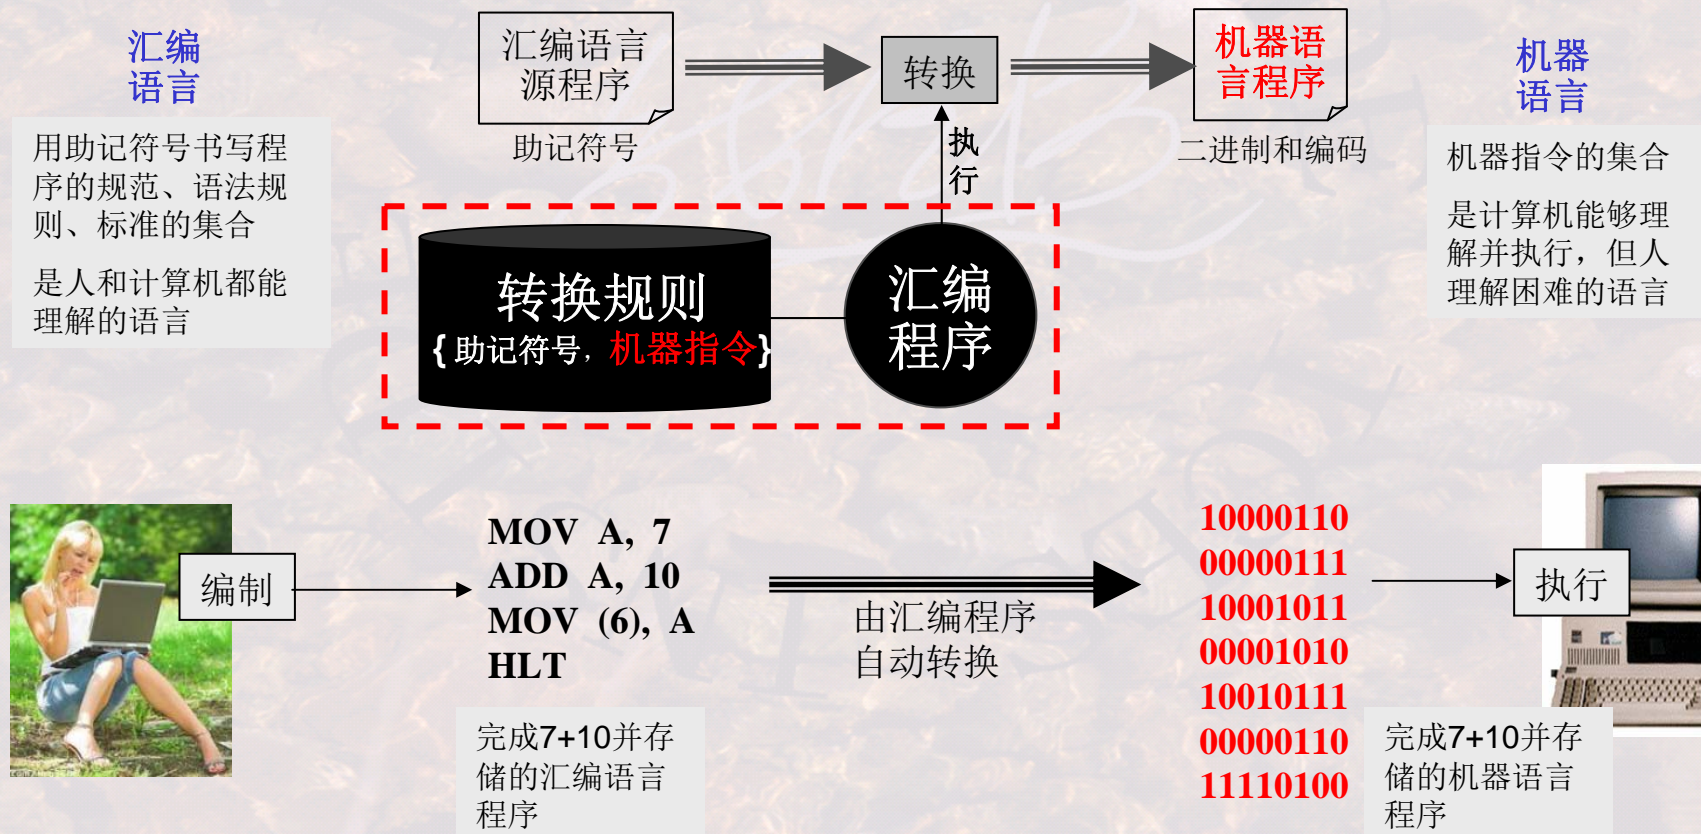 汇编
语言
用助记符号书写程
序的规范、语法规
则、标准的集合
是人和计算机都能
理解的语言
汇编语言
源程序
助记符号
转换
执
行
机器语
言程序
二进制和编码
机器
语言
机器指令的集合
是计算机能够理
解并执行，但人
理解困难的语言
转换规则
{助记符号，机器指令}
汇编
程序
编制
MOV A, 7
ADD A, 10
MOV (6), A
HLT
完成7+10并存
储的汇编语言
程序
由汇编程序
自动转换
10000110
00000111
10001011
00001010
10010111
00000110
11110100
执行
完成7+10并存
储的机器语言
程序